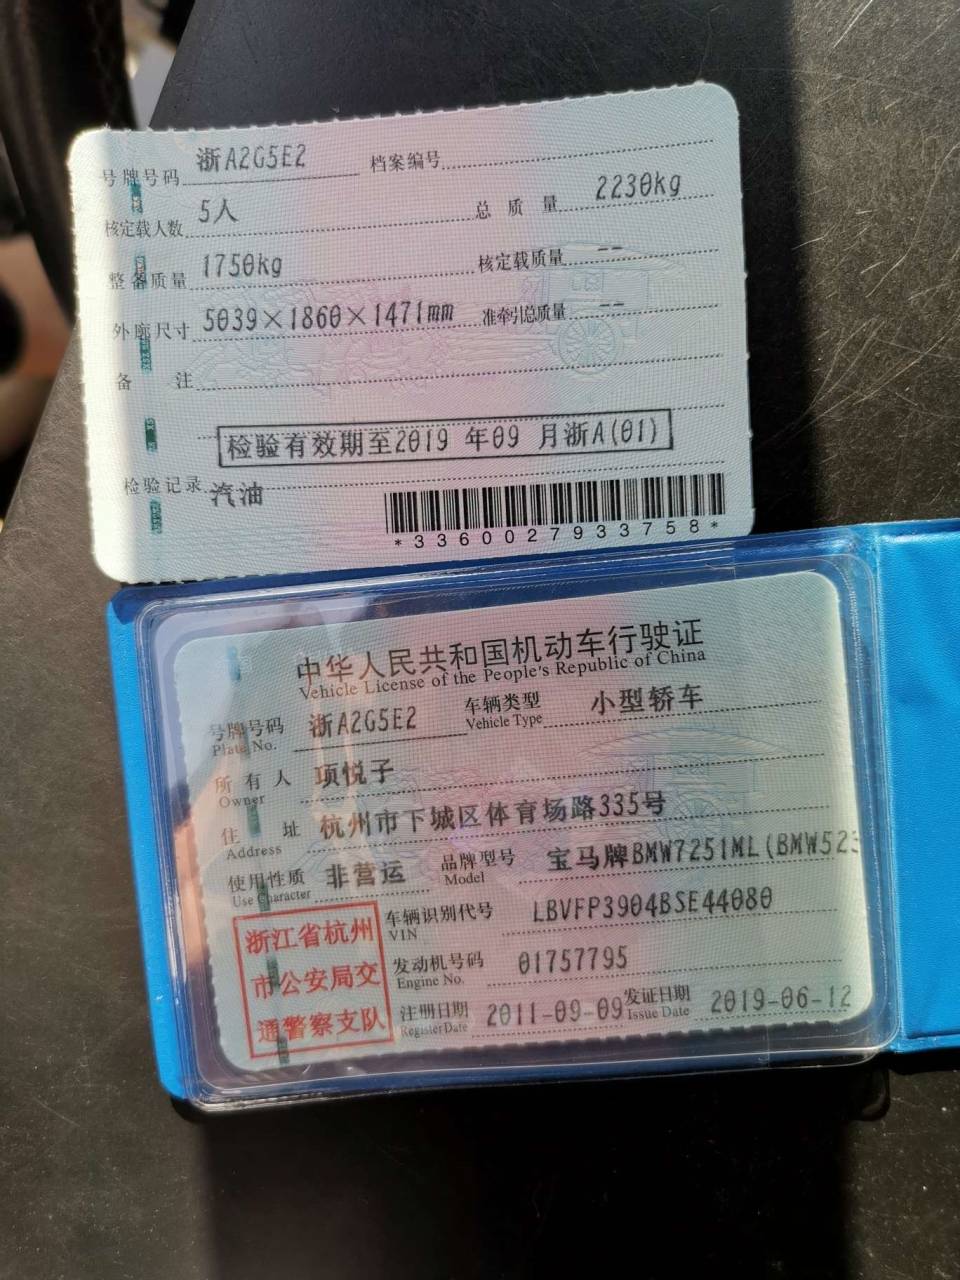 号牌号码 浙A2G5E2 档案编号
核定载人数 5人 总质量 2230kg
整备质量 1750kg 核定载质量 --
外廓尺寸 5039×1860×1471mm 准牵引总质量 --
备 注
检验有效期至2019 年09 月浙A(01)
检验记录 汽油
*3360027933758*
中华人民共和国机动车行驶证
Vehicle License of the People's Republic of China
号牌号码 浙A2G5E2 车辆类型 小型轿车
Plate No. Vehicle Type
所有人 项悦子
Owner
住 址 杭州市下城区体育场路335号
Address
使用性质 非营运 品牌型号 宝马牌BMW7251ML(BMW523
Use Character Model
浙江省杭州
市公安局交
通警察支队
车辆识别代号 LBVFP3904BSE44080
VIN
发动机号码 01757795
Engine No.
注册日期 2011-09-09 发证日期 2019-06-12
Register Date Issue Date